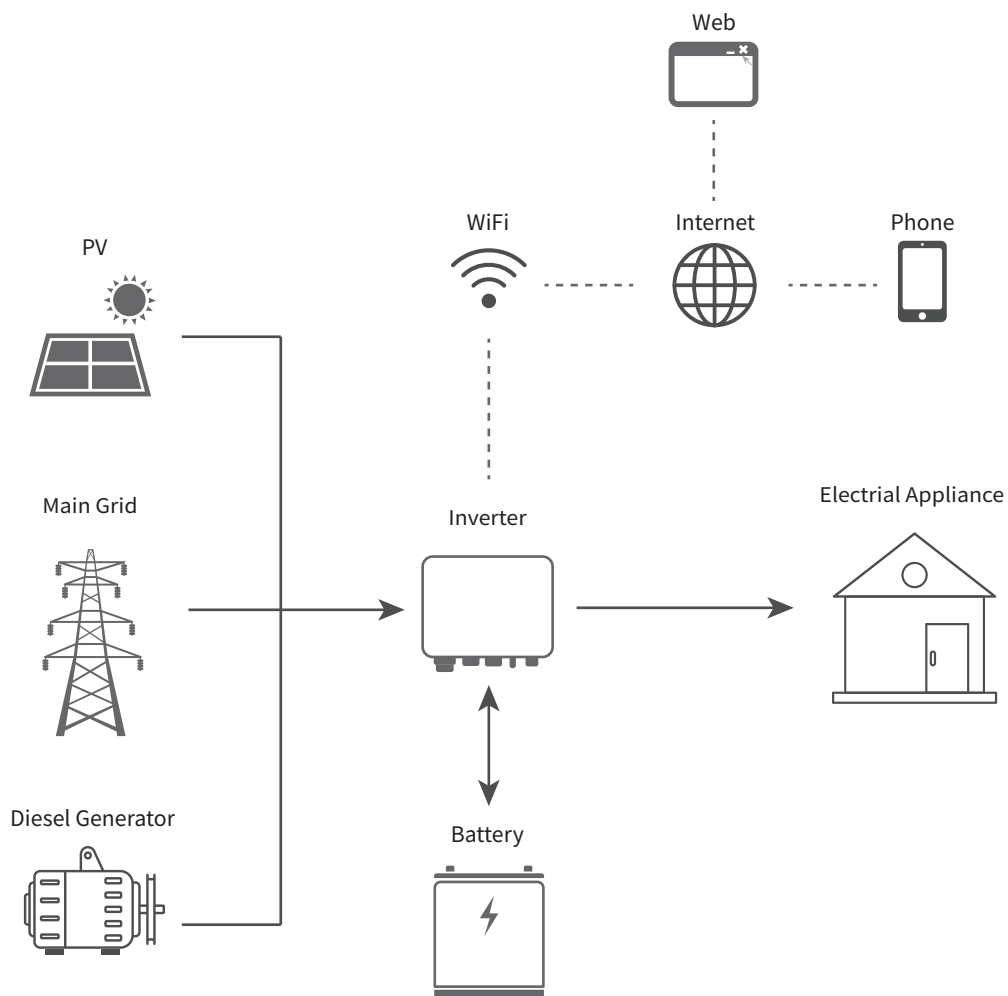 Web
WiFi
Internet
Phone
PV
Main Grid
Inverter
Electrial Appliance
Diesel Generator
Battery